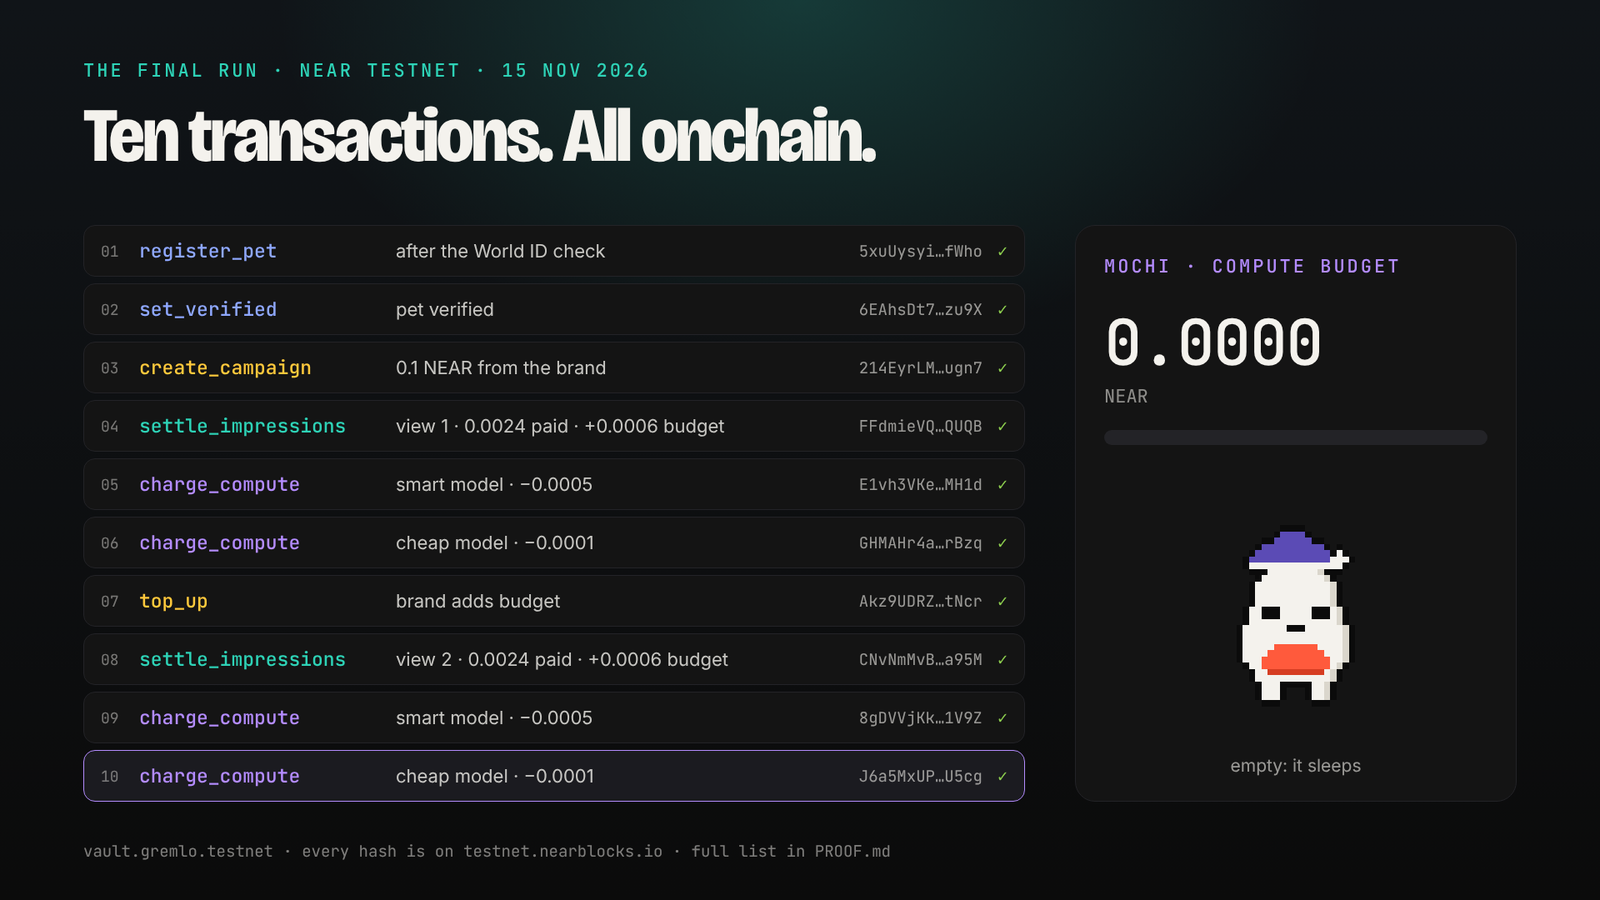 THE FINAL RUN · NEAR TESTNET · 15 NOV 2026
Ten transactions. All onchain.
01 register_pet after the World ID check 5xuUysyi…fWho ✓
02 set_verified pet verified 6EAhsDt7…zu9X ✓
03 create_campaign 0.1 NEAR from the brand 214EyrLM…ugn7 ✓
04 settle_impressions view 1 · 0.0024 paid · +0.0006 budget FFdmieVQ…QUQB ✓
05 charge_compute smart model · −0.0005 E1vh3VKe…MH1d ✓
06 charge_compute cheap model · −0.0001 GHMAHr4a…rBzq ✓
07 top_up brand adds budget Akz9UDRZ…tNcr ✓
08 settle_impressions view 2 · 0.0024 paid · +0.0006 budget CNvNmMvB…a95M ✓
09 charge_compute smart model · −0.0005 8gDVVjKk…1V9Z ✓
10 charge_compute cheap model · −0.0001 J6a5MxUP…U5cg ✓
MOCHI · COMPUTE BUDGET
0.0000
NEAR
empty: it sleeps
vault.gremlo.testnet · every hash is on testnet.nearblocks.io · full list in PROOF.md